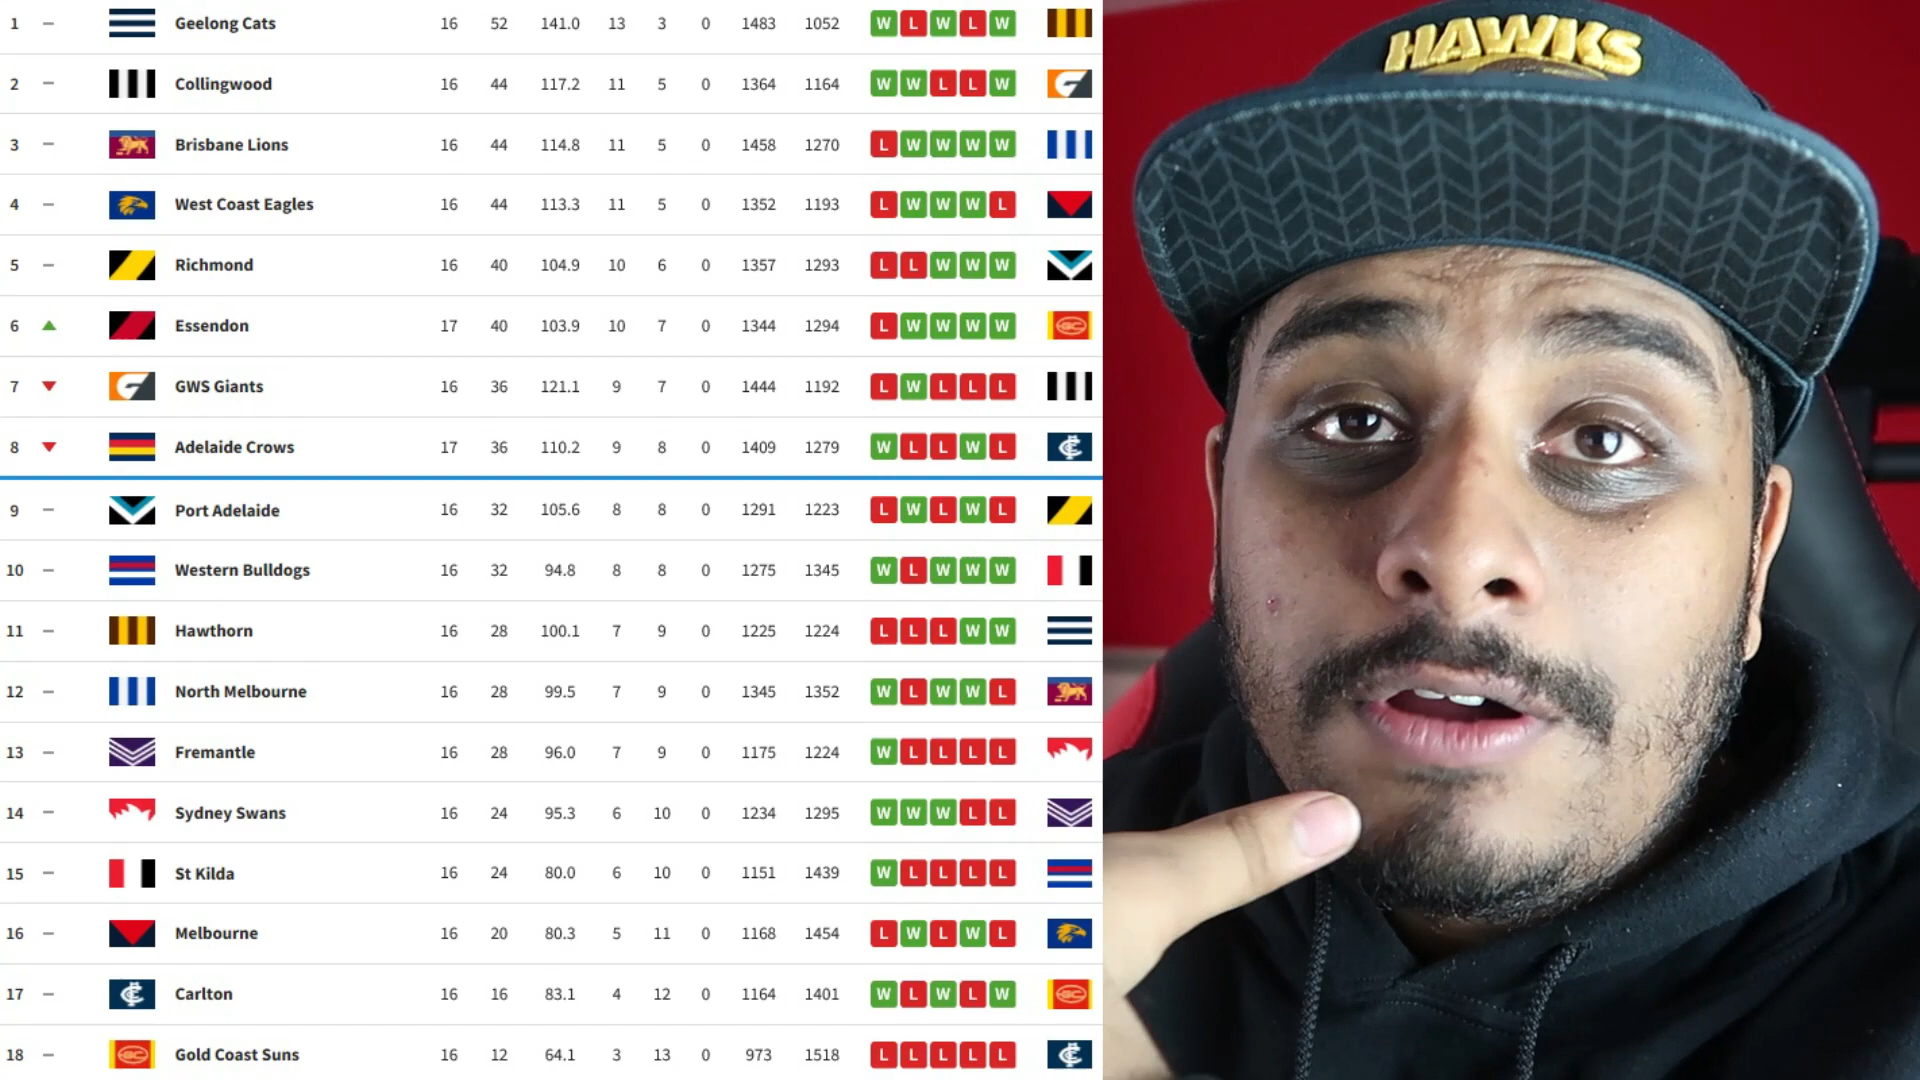 1 — Geelong Cats 16 52 141.0 13 3 0 1483 1052 W L W L W
2 — Collingwood 16 44 117.2 11 5 0 1364 1164 W W L L W
3 — Brisbane Lions 16 44 114.8 11 5 0 1458 1270 L W W W W
4 — West Coast Eagles 16 44 113.3 11 5 0 1352 1193 L W W W L
5 — Richmond 16 40 104.9 10 6 0 1357 1293 L L W W W
6 Essendon 17 40 103.9 10 7 0 1344 1294 L W W W W
7 GWS Giants 16 36 121.1 9 7 0 1444 1192 L W L L L
8 Adelaide Crows 17 36 110.2 9 8 0 1409 1279 W L L W L
9 — Port Adelaide 16 32 105.6 8 8 0 1291 1223 L W L W L
10 — Western Bulldogs 16 32 94.8 8 8 0 1275 1345 W L W W W
11 — Hawthorn 16 28 100.1 7 9 0 1225 1224 L L L W W
12 — North Melbourne 16 28 99.5 7 9 0 1345 1352 W L W W L
13 — Fremantle 16 28 96.0 7 9 0 1175 1224 W L L L L
14 — Sydney Swans 16 24 95.3 6 10 0 1234 1295 W W W L L
15 — St Kilda 16 24 80.0 6 10 0 1151 1439 W L L L L
16 — Melbourne 16 20 80.3 5 11 0 1168 1454 L W L W L
17 — Carlton 16 16 83.1 4 12 0 1164 1401 W L W L W
18 — Gold Coast Suns 16 12 64.1 3 13 0 973 1518 L L L L L
HAWKS